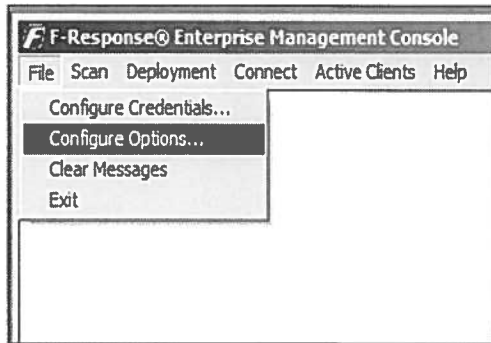 F-Response® Enterprise Management Console
File Scan Deployment Connect Active Clients Help
Configure Credentials...
Configure Options...
Clear Messages
Exit